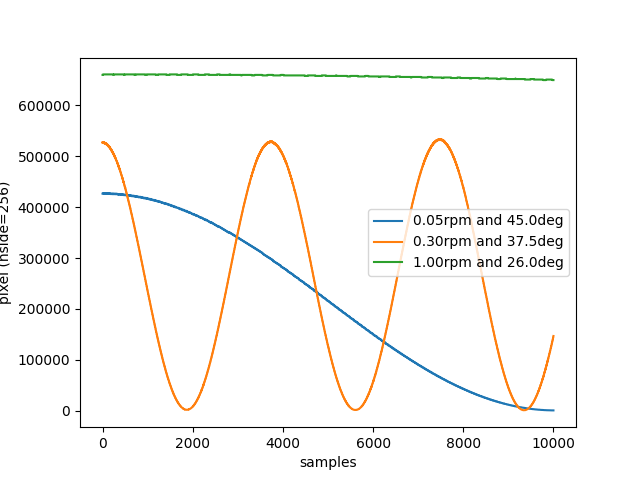 600000
500000
400000
300000
200000
100000
0
pixel (nside=256)
0.05rpm and 45.0deg
0.30rpm and 37.5deg
1.00rpm and 26.0deg
0 2000 4000 6000 8000 10000
samples